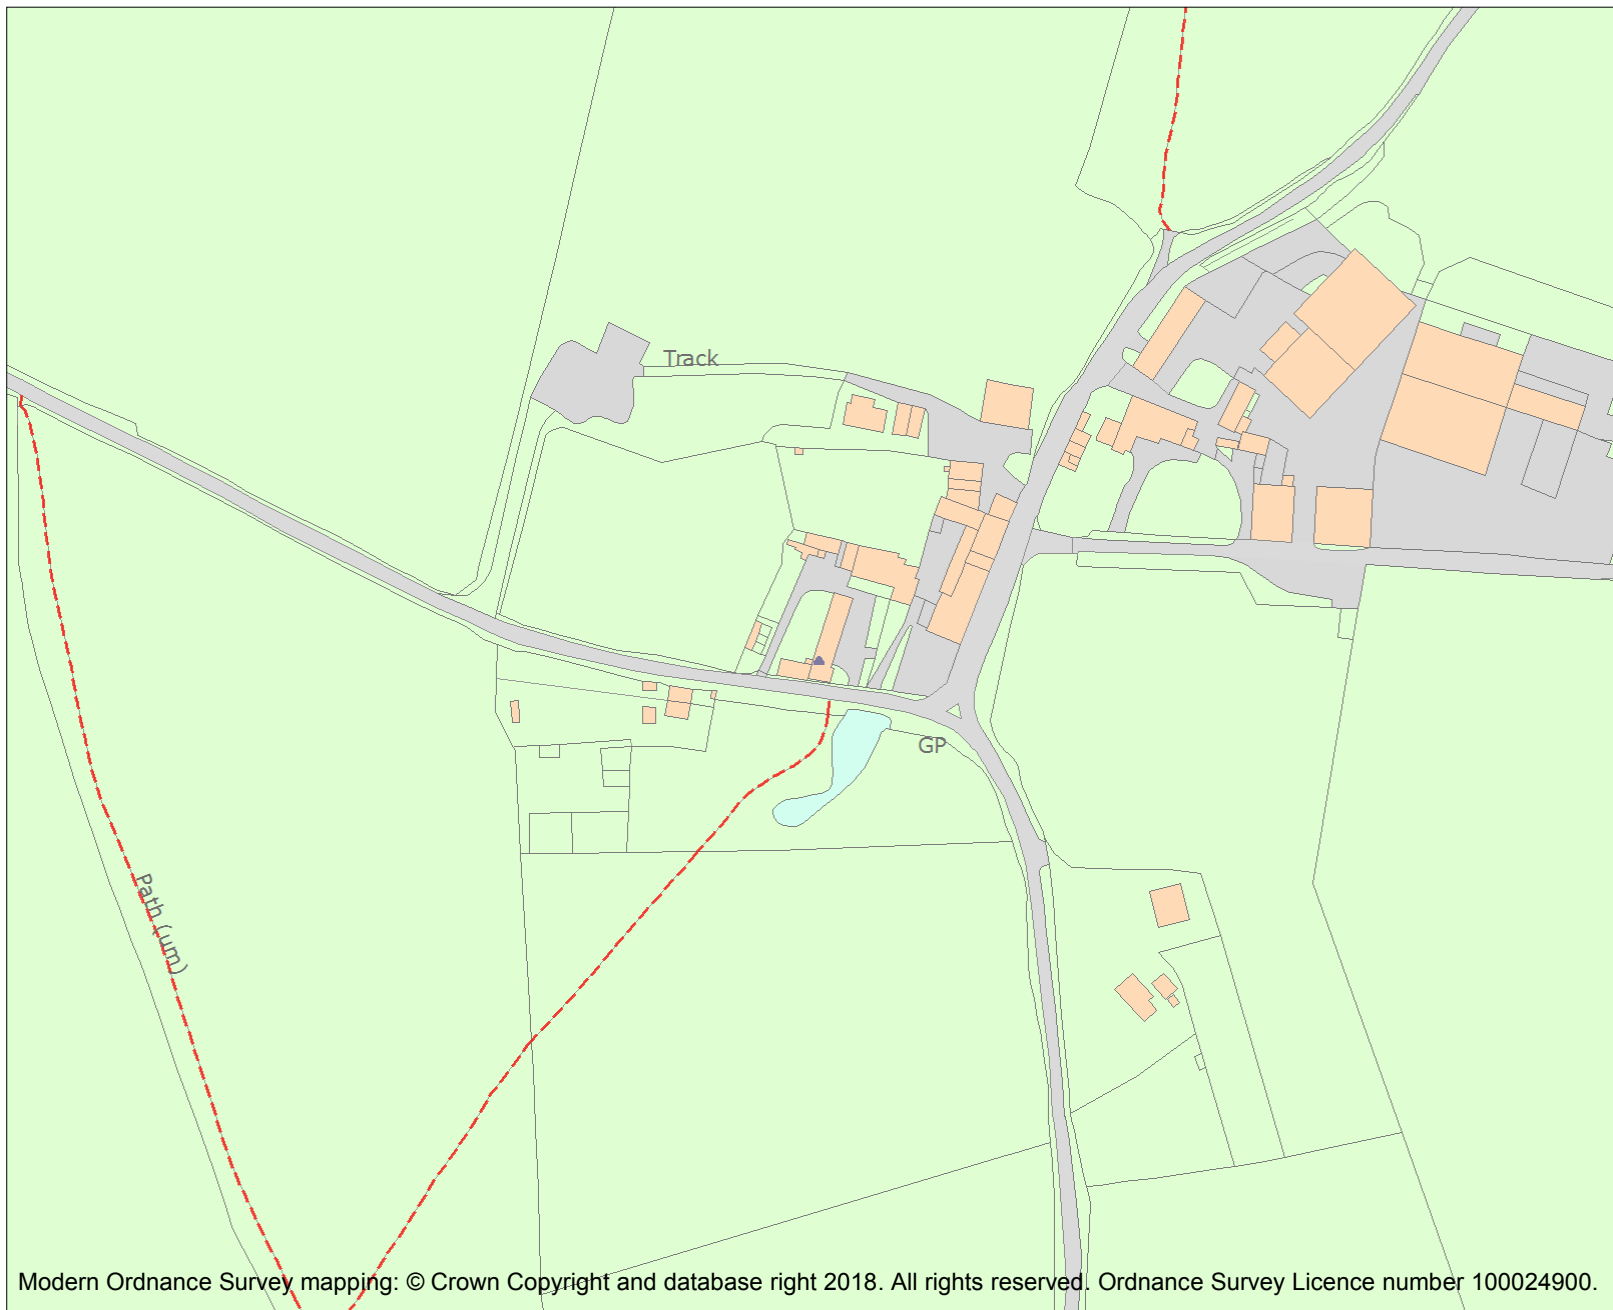 Track
GP
Path (um)
Modern Ordnance Survey mapping: © Crown Copyright and database right 2018. All rights reserved. Ordnance Survey Licence number 100024900.